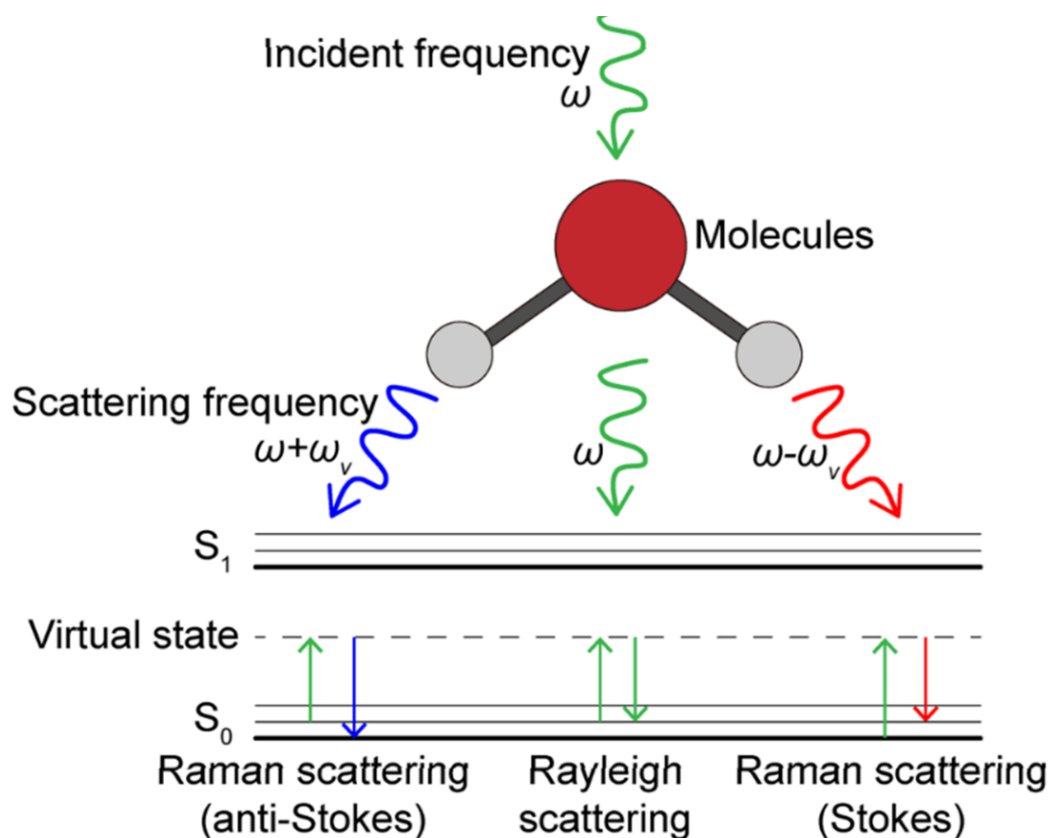 Incident frequency
ω
Molecules
Scattering frequency
ω+ωᵥ
ω
ω-ωᵥ
S₁
Virtual state
S₀
Raman scattering
(anti-Stokes)
Rayleigh
scattering
Raman scattering
(Stokes)